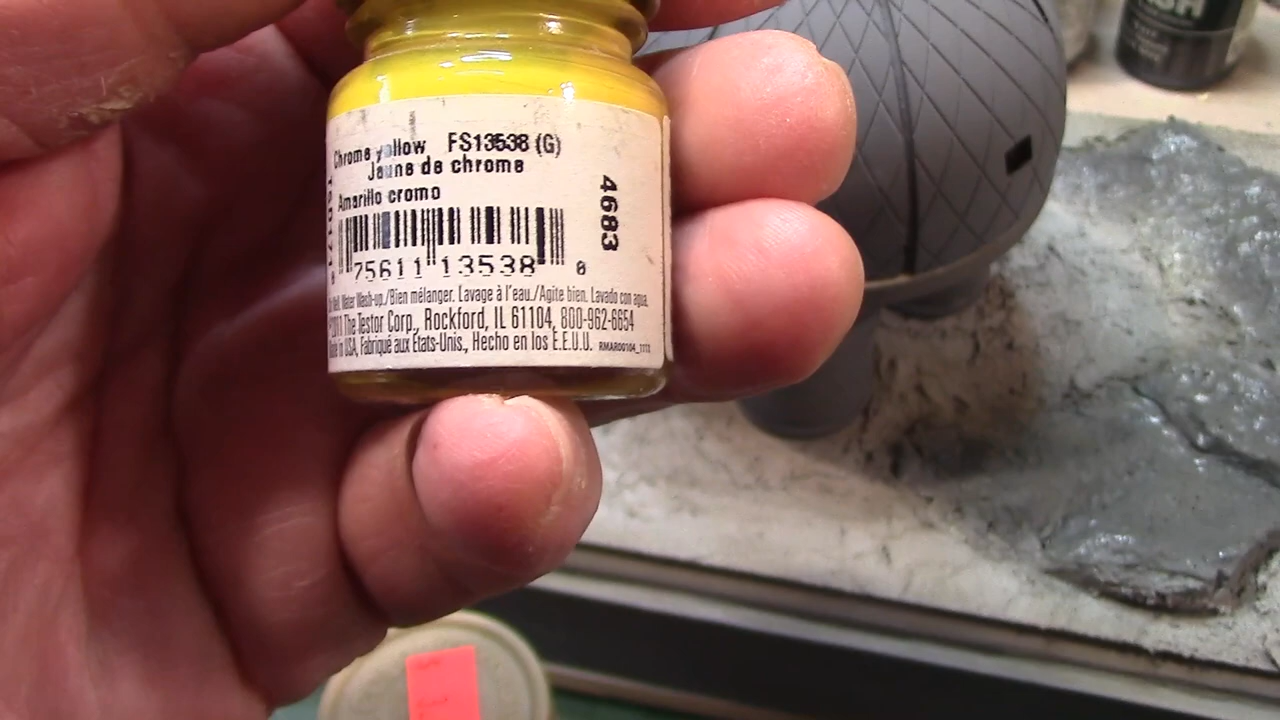 Chrome yellow FS13538 (G)
Jaune de chrome
Amarillo cromo
4683
75611 13538 0
Well. Water Wash-up./Bien mélanger. Lavage à l'eau./Agite bien. Lavado con agua.
2011 The Testor Corp., Rockford, IL 61104, 800-962-6654
in USA, Fabriqué aux États-Unis., Hecho en los E.E.U.U. RMAR00104_1111